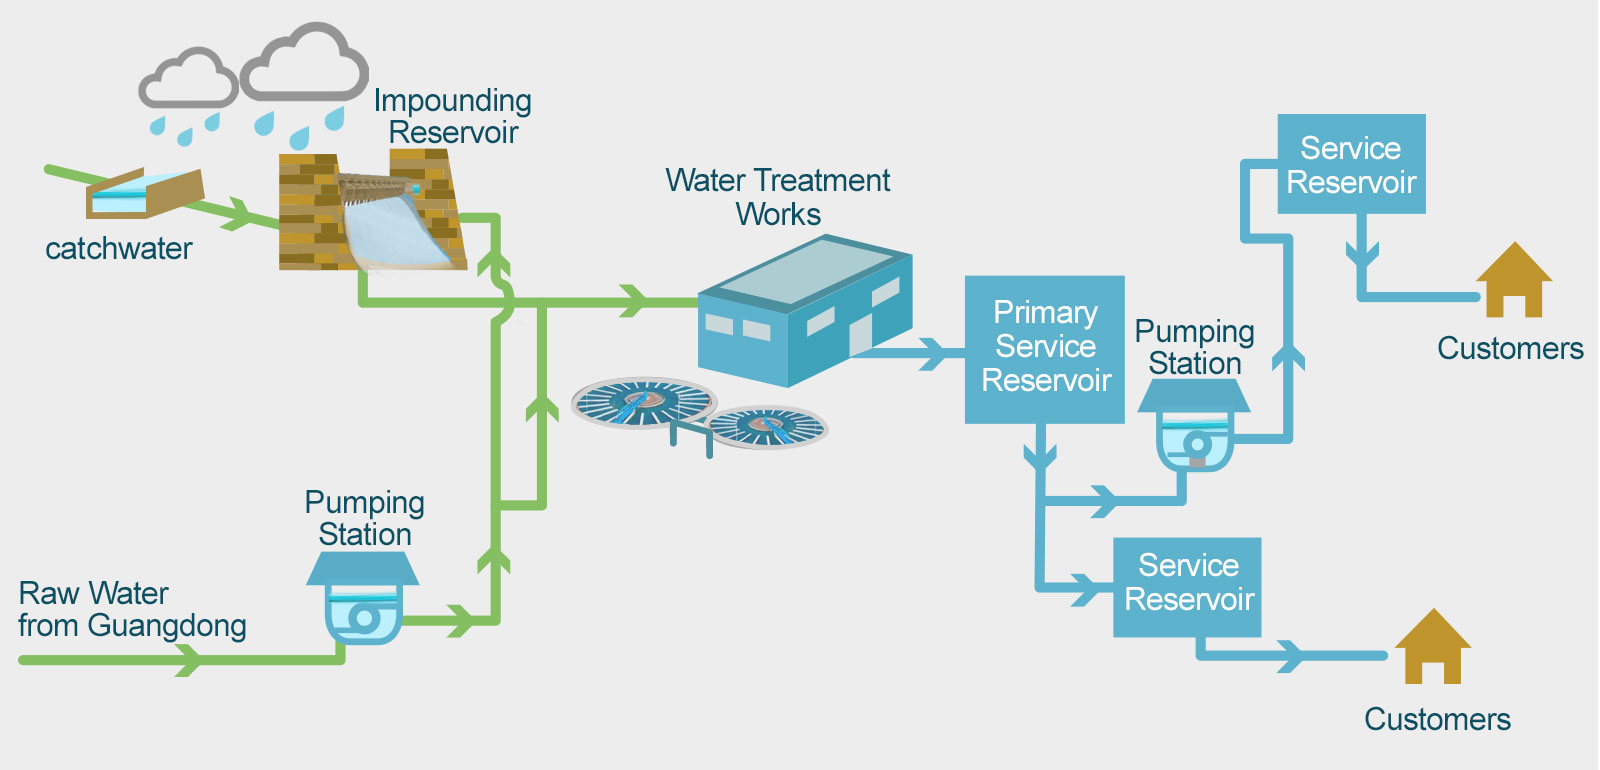 Impounding
Reservoir
catchwater
Water Treatment
Works
Service
Reservoir
Primary
Service
Reservoir
Pumping
Station
Customers
Pumping
Station
Raw Water
from Guangdong
Service
Reservoir
Customers